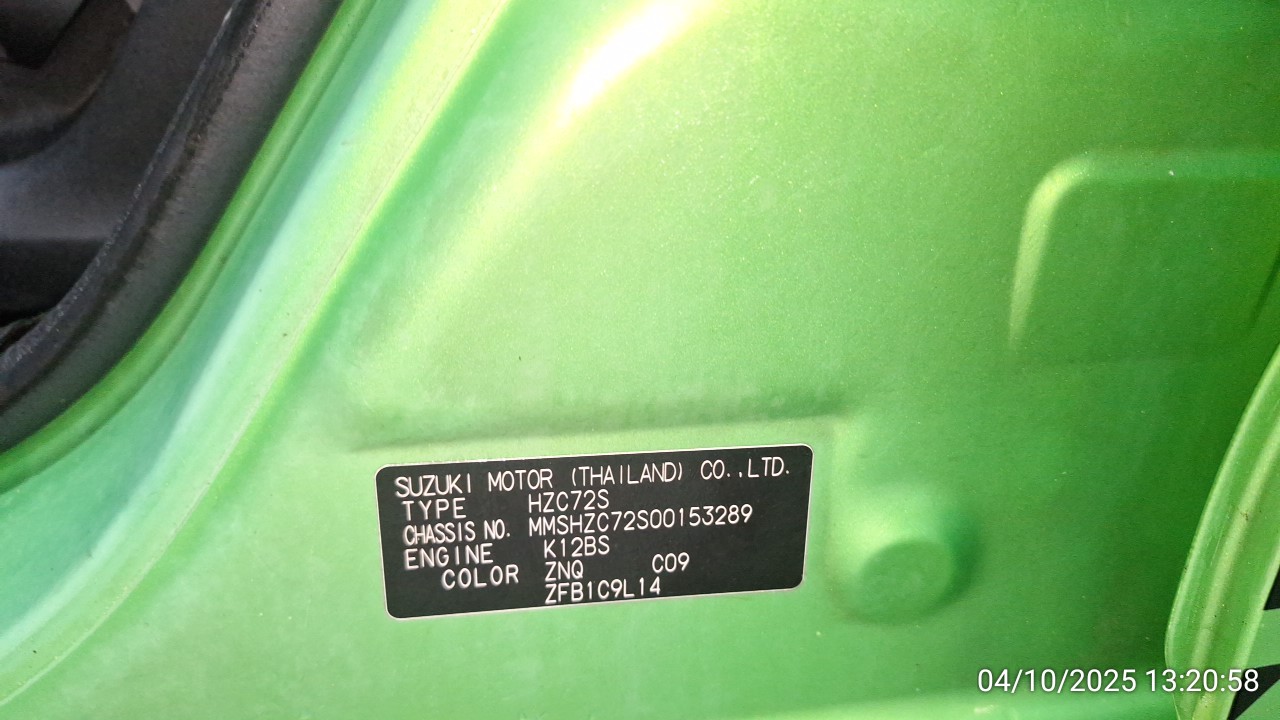 SUZUKI MOTOR (THAILAND) CO.,LTD.
TYPE HZC72S
CHASSIS NO. MMSHZC72S00153289
ENGINE K12BS
COLOR ZNQ C09
ZFB1C9L14
04/10/2025 13:20:58